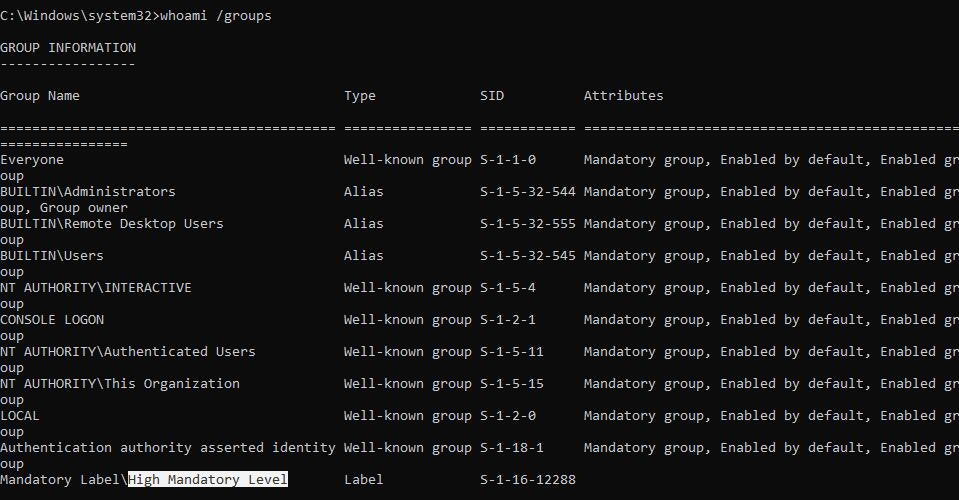 C:\Windows\system32>whoami /groups
GROUP INFORMATION
-----------------
Group Name                                 Type             SID          Attributes
========================================== ================ ============ ===============================================
================
Everyone                                   Well-known group S-1-1-0      Mandatory group, Enabled by default, Enabled gr
oup
BUILTIN\Administrators                     Alias            S-1-5-32-544 Mandatory group, Enabled by default, Enabled gr
oup, Group owner
BUILTIN\Remote Desktop Users               Alias            S-1-5-32-555 Mandatory group, Enabled by default, Enabled gr
oup
BUILTIN\Users                              Alias            S-1-5-32-545 Mandatory group, Enabled by default, Enabled gr
oup
NT AUTHORITY\INTERACTIVE                   Well-known group S-1-5-4      Mandatory group, Enabled by default, Enabled gr
oup
CONSOLE LOGON                              Well-known group S-1-2-1      Mandatory group, Enabled by default, Enabled gr
oup
NT AUTHORITY\Authenticated Users           Well-known group S-1-5-11     Mandatory group, Enabled by default, Enabled gr
oup
NT AUTHORITY\This Organization             Well-known group S-1-5-15     Mandatory group, Enabled by default, Enabled gr
oup
LOCAL                                      Well-known group S-1-2-0      Mandatory group, Enabled by default, Enabled gr
oup
Authentication authority asserted identity Well-known group S-1-18-1     Mandatory group, Enabled by default, Enabled gr
oup
Mandatory Label\High Mandatory Level       Label            S-1-16-12288